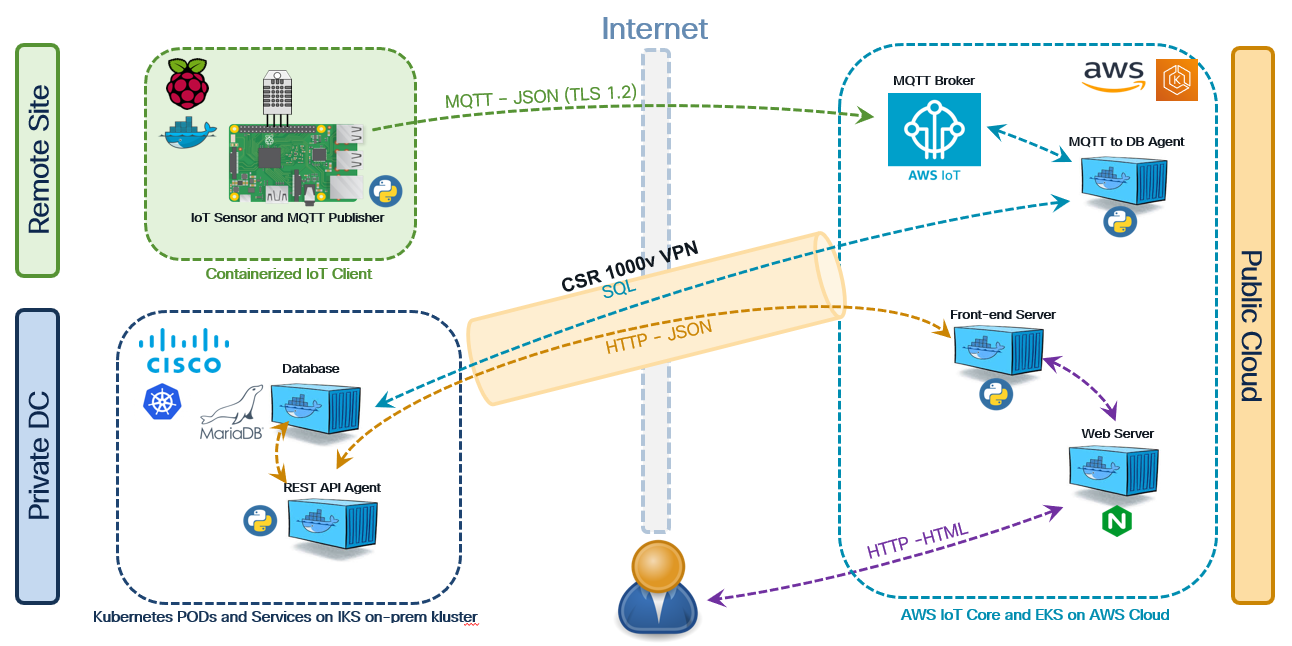 Internet
Remote Site
MQTT – JSON (TLS 1.2)
IoT Sensor and MQTT Publisher
Containerized IoT Client
MQTT Broker
aws
K
AWS IoT
MQTT to DB Agent
CSR 1000v VPN
SQL
HTTP – JSON
Private DC
CISCO
Database
MariaDB
REST API Agent
Kubernetes PODs and Services on IKS on-prem kluster
Front-end Server
Web Server
N
HTTP –HTML
AWS IoT Core and EKS on AWS Cloud
Public Cloud